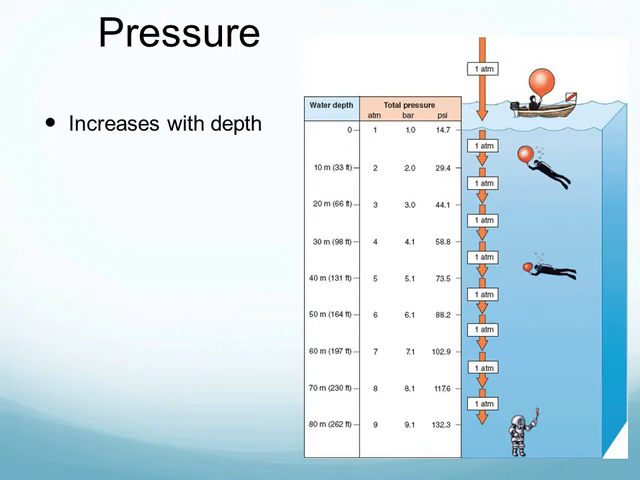 Pressure
• Increases with depth
Water depth Total pressure
atm bar psi
0 1 1.0 14.7
10 m (33 ft) 2 2.0 29.4
20 m (66 ft) 3 3.0 44.1
30 m (98 ft) 4 4.1 58.8
40 m (131 ft) 5 5.1 73.5
50 m (164 ft) 6 6.1 88.2
60 m (197 ft) 7 7.1 102.9
70 m (230 ft) 8 8.1 117.6
80 m (262 ft) 9 9.1 132.3
1 atm
1 atm
1 atm
1 atm
1 atm
1 atm
1 atm
1 atm
1 atm